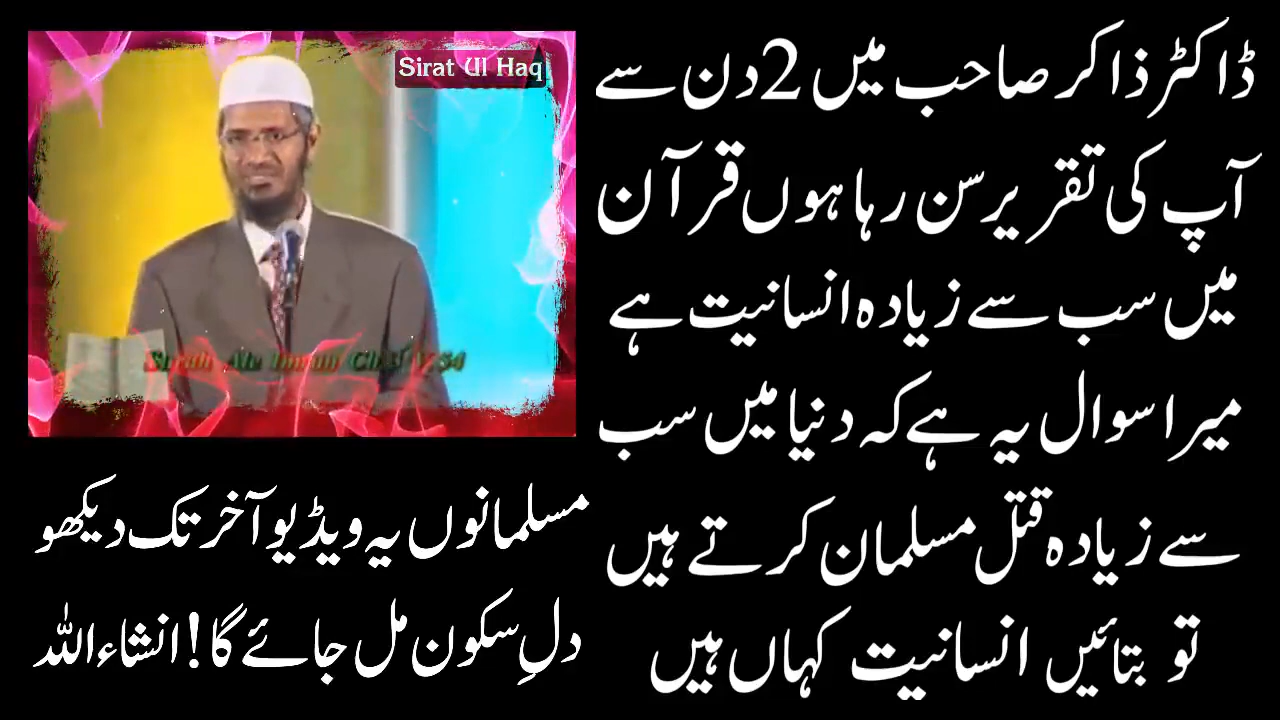 Sirat Ul Haq
ڈاکٹر ذاکر صاحب میں 2 دن سے
آپ کی تقریر سن رہا ہوں قرآن
میں سب سے زیادہ انسانیت ہے
میرا سوال یہ ہے کہ دنیا میں سب
سے زیادہ قتل مسلمان کرتے ہیں
تو بتائیں انسانیت کہاں ہیں
مسلمانوں یہ ویڈیو آخر تک دیکھو
دلِ سکون مل جائے گا! انشاء اللہ